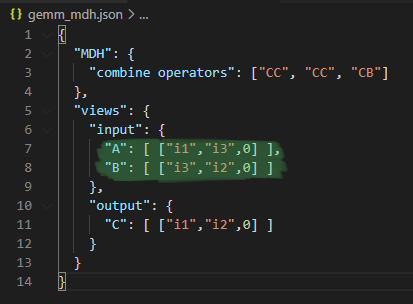 gemm_mdh.json > ...
1 {
2 "MDH": {
3 "combine operators": ["CC", "CC", "CB"]
4 },
5 "views": {
6 "input": {
7 "A": [ ["i1","i3",0] ],
8 "B": [ ["i3","i2",0] ]
9 },
10 "output": {
11 "C": [ ["i1","i2",0] ]
12 }
13 }
14 }